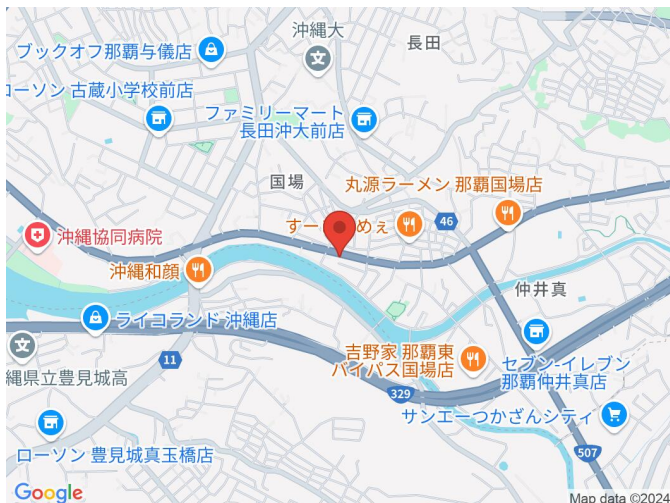 沖縄大
長田
ブックオフ那覇与儀店
ローソン 古蔵小学校前店
ファミリーマート
長田沖大前店
国場
丸源ラーメン 那覇国場店
すー
めぇ
46
沖縄協同病院
沖縄和顔
仲井真
ライコランド 沖縄店
縄県立豊見城高
11
吉野家 那覇東
バイパス国場店
セブン-イレブン
那覇仲井真店
329
サンエーつかざんシティ
ローソン 豊見城真玉橋店
507
Google
Map data ©2024